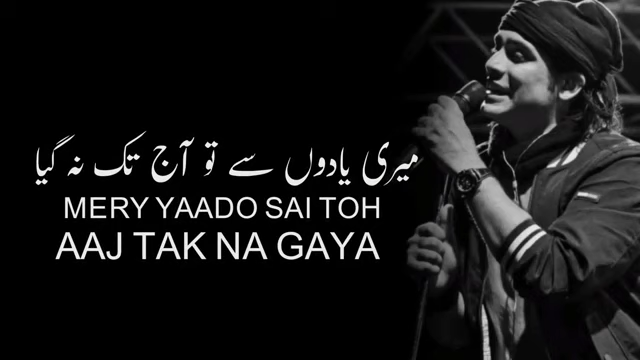 میری یادوں سے تو آج تک نہ گیا
MERY YAADO SAI TOH
AAJ TAK NA GAYA